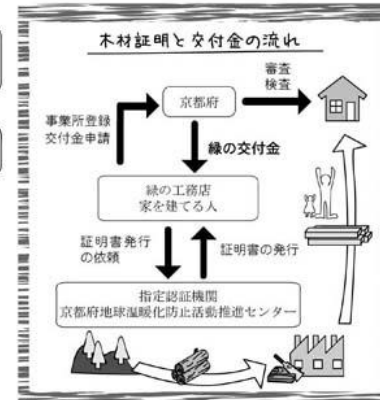 木材証明と交付金の流れ
審査
検査
京都府
事業所登録
交付金申請
緑の交付金
緑の工務店
家を建てる人
証明書発行
の依頼
証明書の発行
指定認証機関
京都府地球温暖化防止活動推進センター